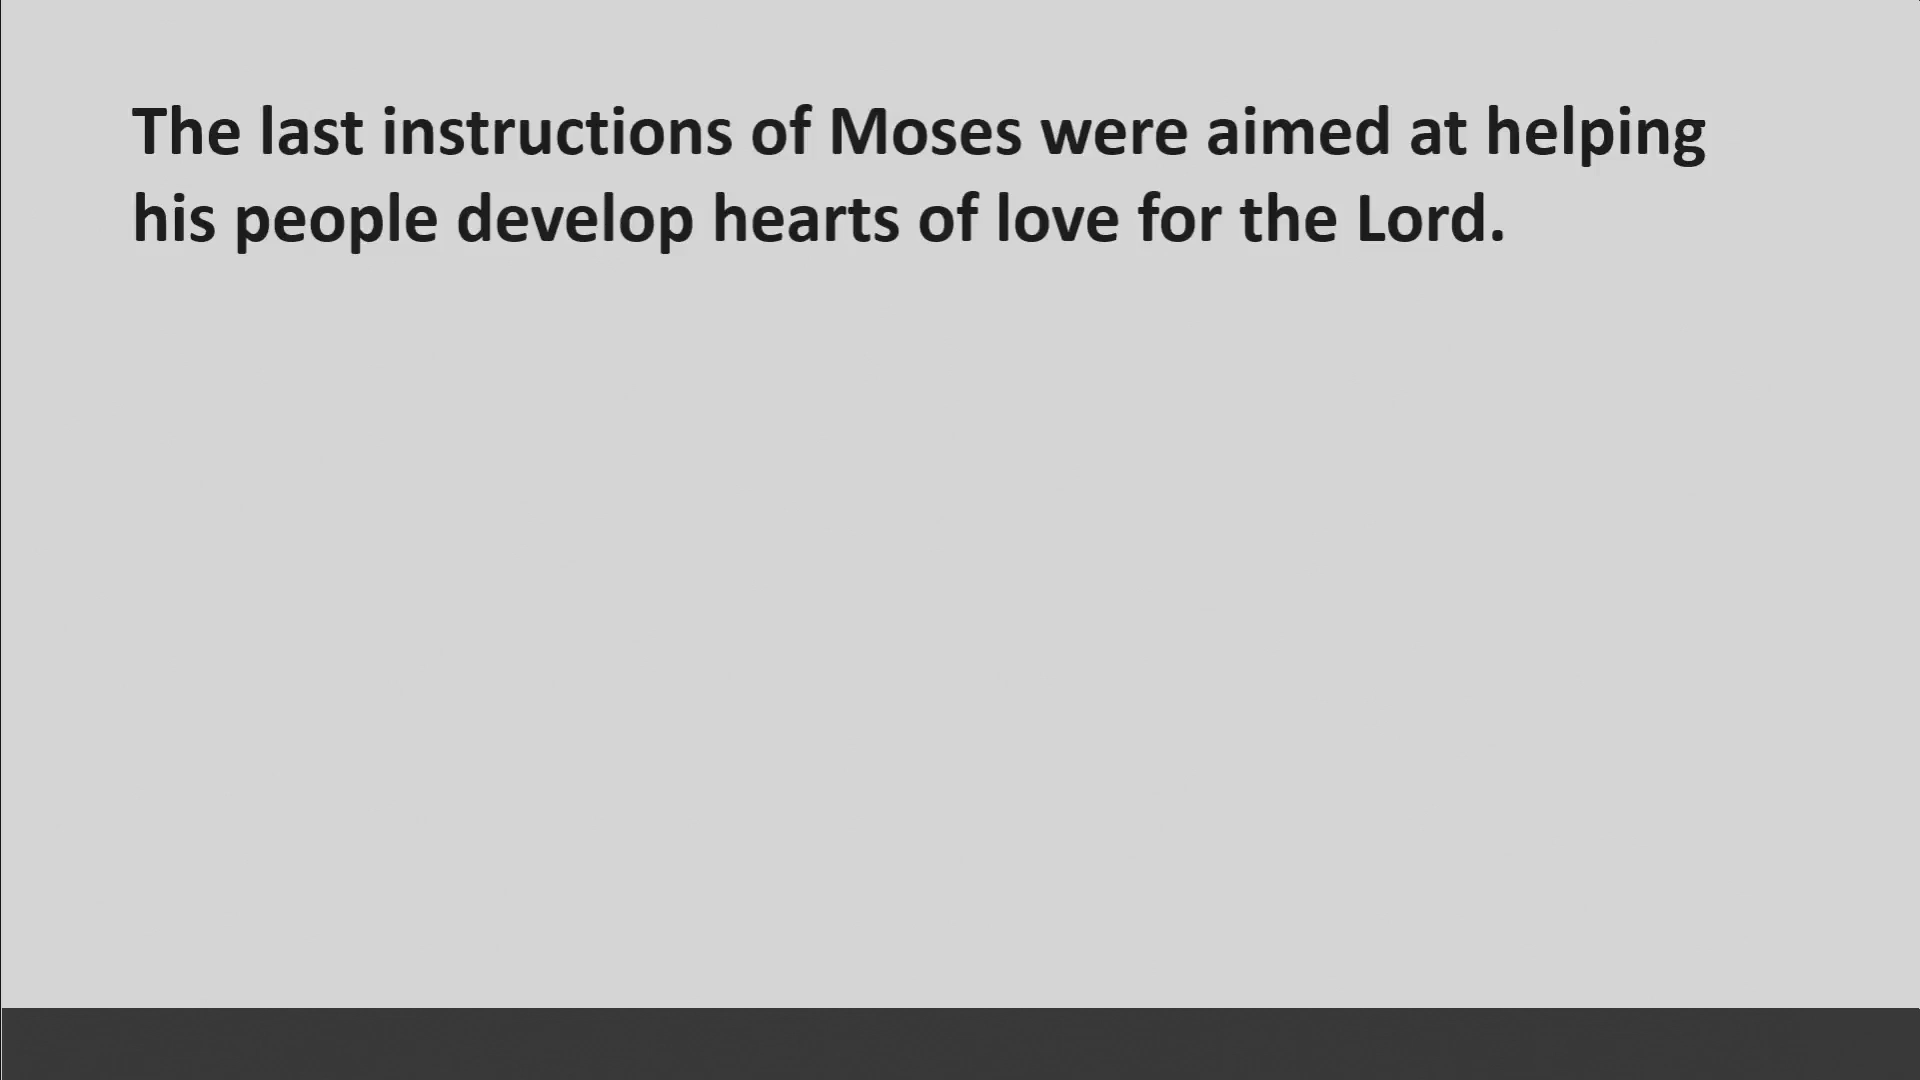 The last instructions of Moses were aimed at helping
his people develop hearts of love for the Lord.